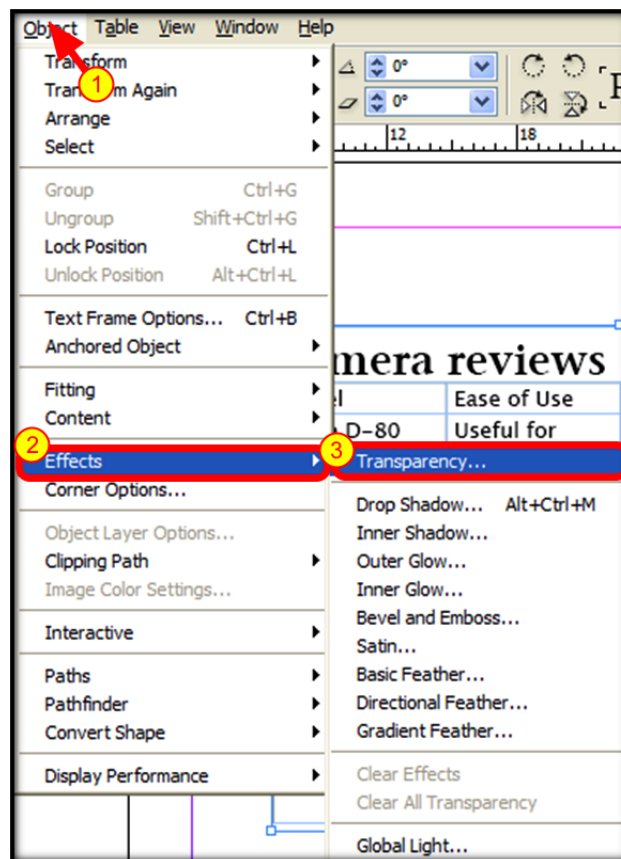 Object Table View Window Help
1
Transform
Transform Again
Arrange
Select
0°
0°
12
18
Group Ctrl+G
Ungroup Shift+Ctrl+G
Lock Position Ctrl+L
Unlock Position Alt+Ctrl+L
Text Frame Options... Ctrl+B
Anchored Object
Fitting
Content
mera reviews
el Ease of Use
D-80 Useful for
2
Effects
Corner Options...
Object Layer Options...
Clipping Path
Image Color Settings...
Interactive
Paths
Pathfinder
Convert Shape
Display Performance
3
Transparency...
Drop Shadow... Alt+Ctrl+M
Inner Shadow...
Outer Glow...
Inner Glow...
Bevel and Emboss...
Satin...
Basic Feather...
Directional Feather...
Gradient Feather...
Clear Effects
Clear All Transparency
Global Light...